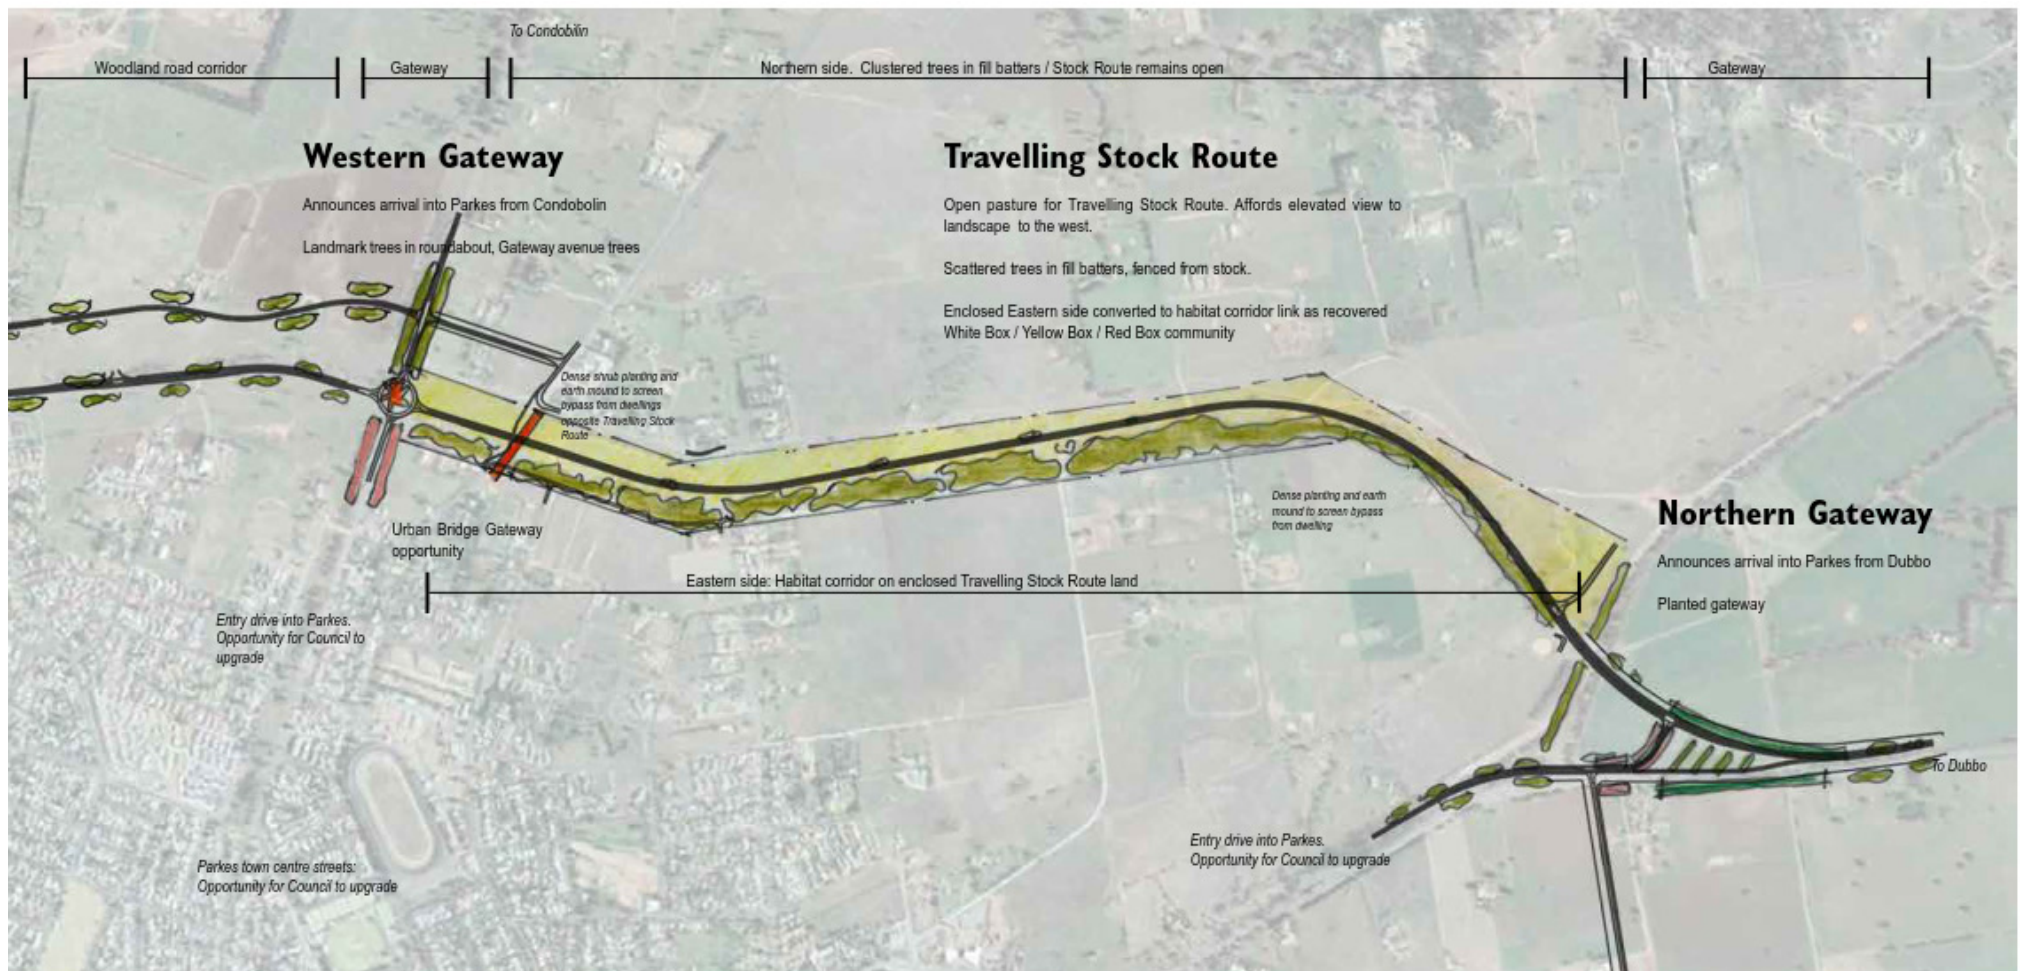 To Condobilin
Woodland road corridor
Gateway
Northern side. Clustered trees in fill batters / Stock Route remains open
Gateway
Western Gateway
Announces arrival into Parkes from Condobolin
Landmark trees in roundabout, Gateway avenue trees
Travelling Stock Route
Open pasture for Travelling Stock Route. Affords elevated view to
landscape to the west.
Scattered trees in fill batters, fenced from stock.
Enclosed Eastern side converted to habitat corridor link as recovered
White Box / Yellow Box / Red Box community
Dense shrub planting and
earth mound to screen
bypass from dwellings
opposite Travelling Stock
Route
Dense planting and earth
mound to screen bypass
from dwelling
Northern Gateway
Announces arrival into Parkes from Dubbo
Planted gateway
Urban Bridge Gateway
opportunity
Eastern side: Habitat corridor on enclosed Travelling Stock Route land
Entry drive into Parkes.
Opportunity for Council to
upgrade
To Dubbo
Entry drive into Parkes.
Opportunity for Council to upgrade
Parkes town centre streets:
Opportunity for Council to upgrade